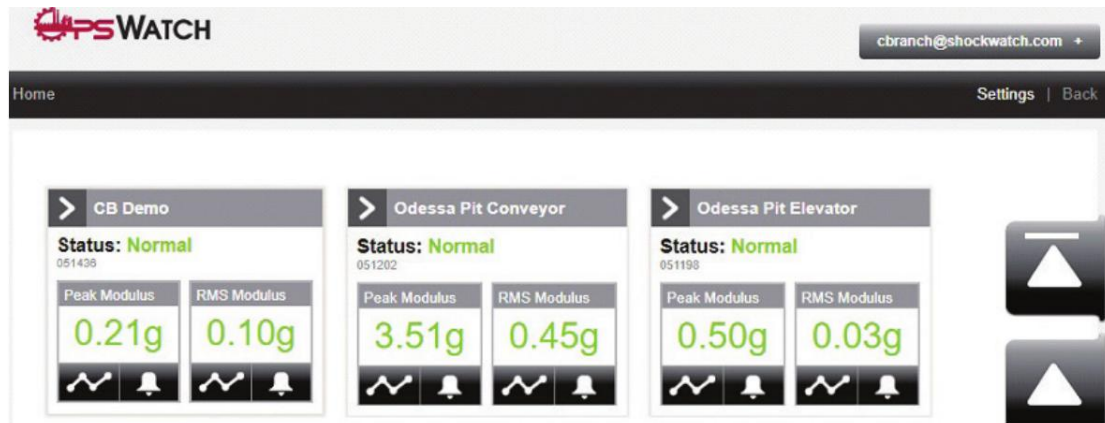 OPSWATCH
cbranch@shockwatch.com +
Home
Settings | Back
CB Demo
Status: Normal
051436
Peak Modulus
RMS Modulus
0.21g
0.10g
Odessa Pit Conveyor
Status: Normal
051202
Peak Modulus
RMS Modulus
3.51g
0.45g
Odessa Pit Elevator
Status: Normal
051198
Peak Modulus
RMS Modulus
0.50g
0.03g